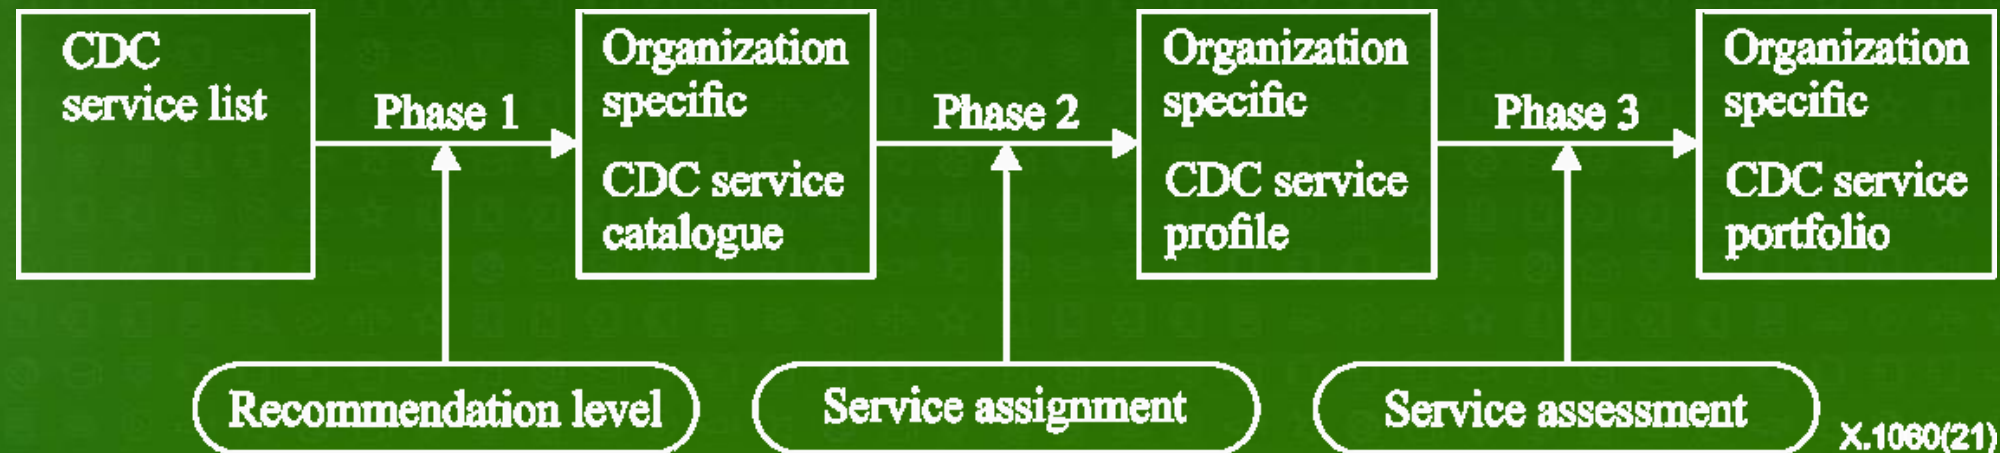 CDC
service list
Phase 1
Organization
specific
CDC service
catalogue
Phase 2
Organization
specific
CDC service
profile
Phase 3
Organization
specific
CDC service
portfolio
Recommendation level
Service assignment
Service assessment
X.1060(21)